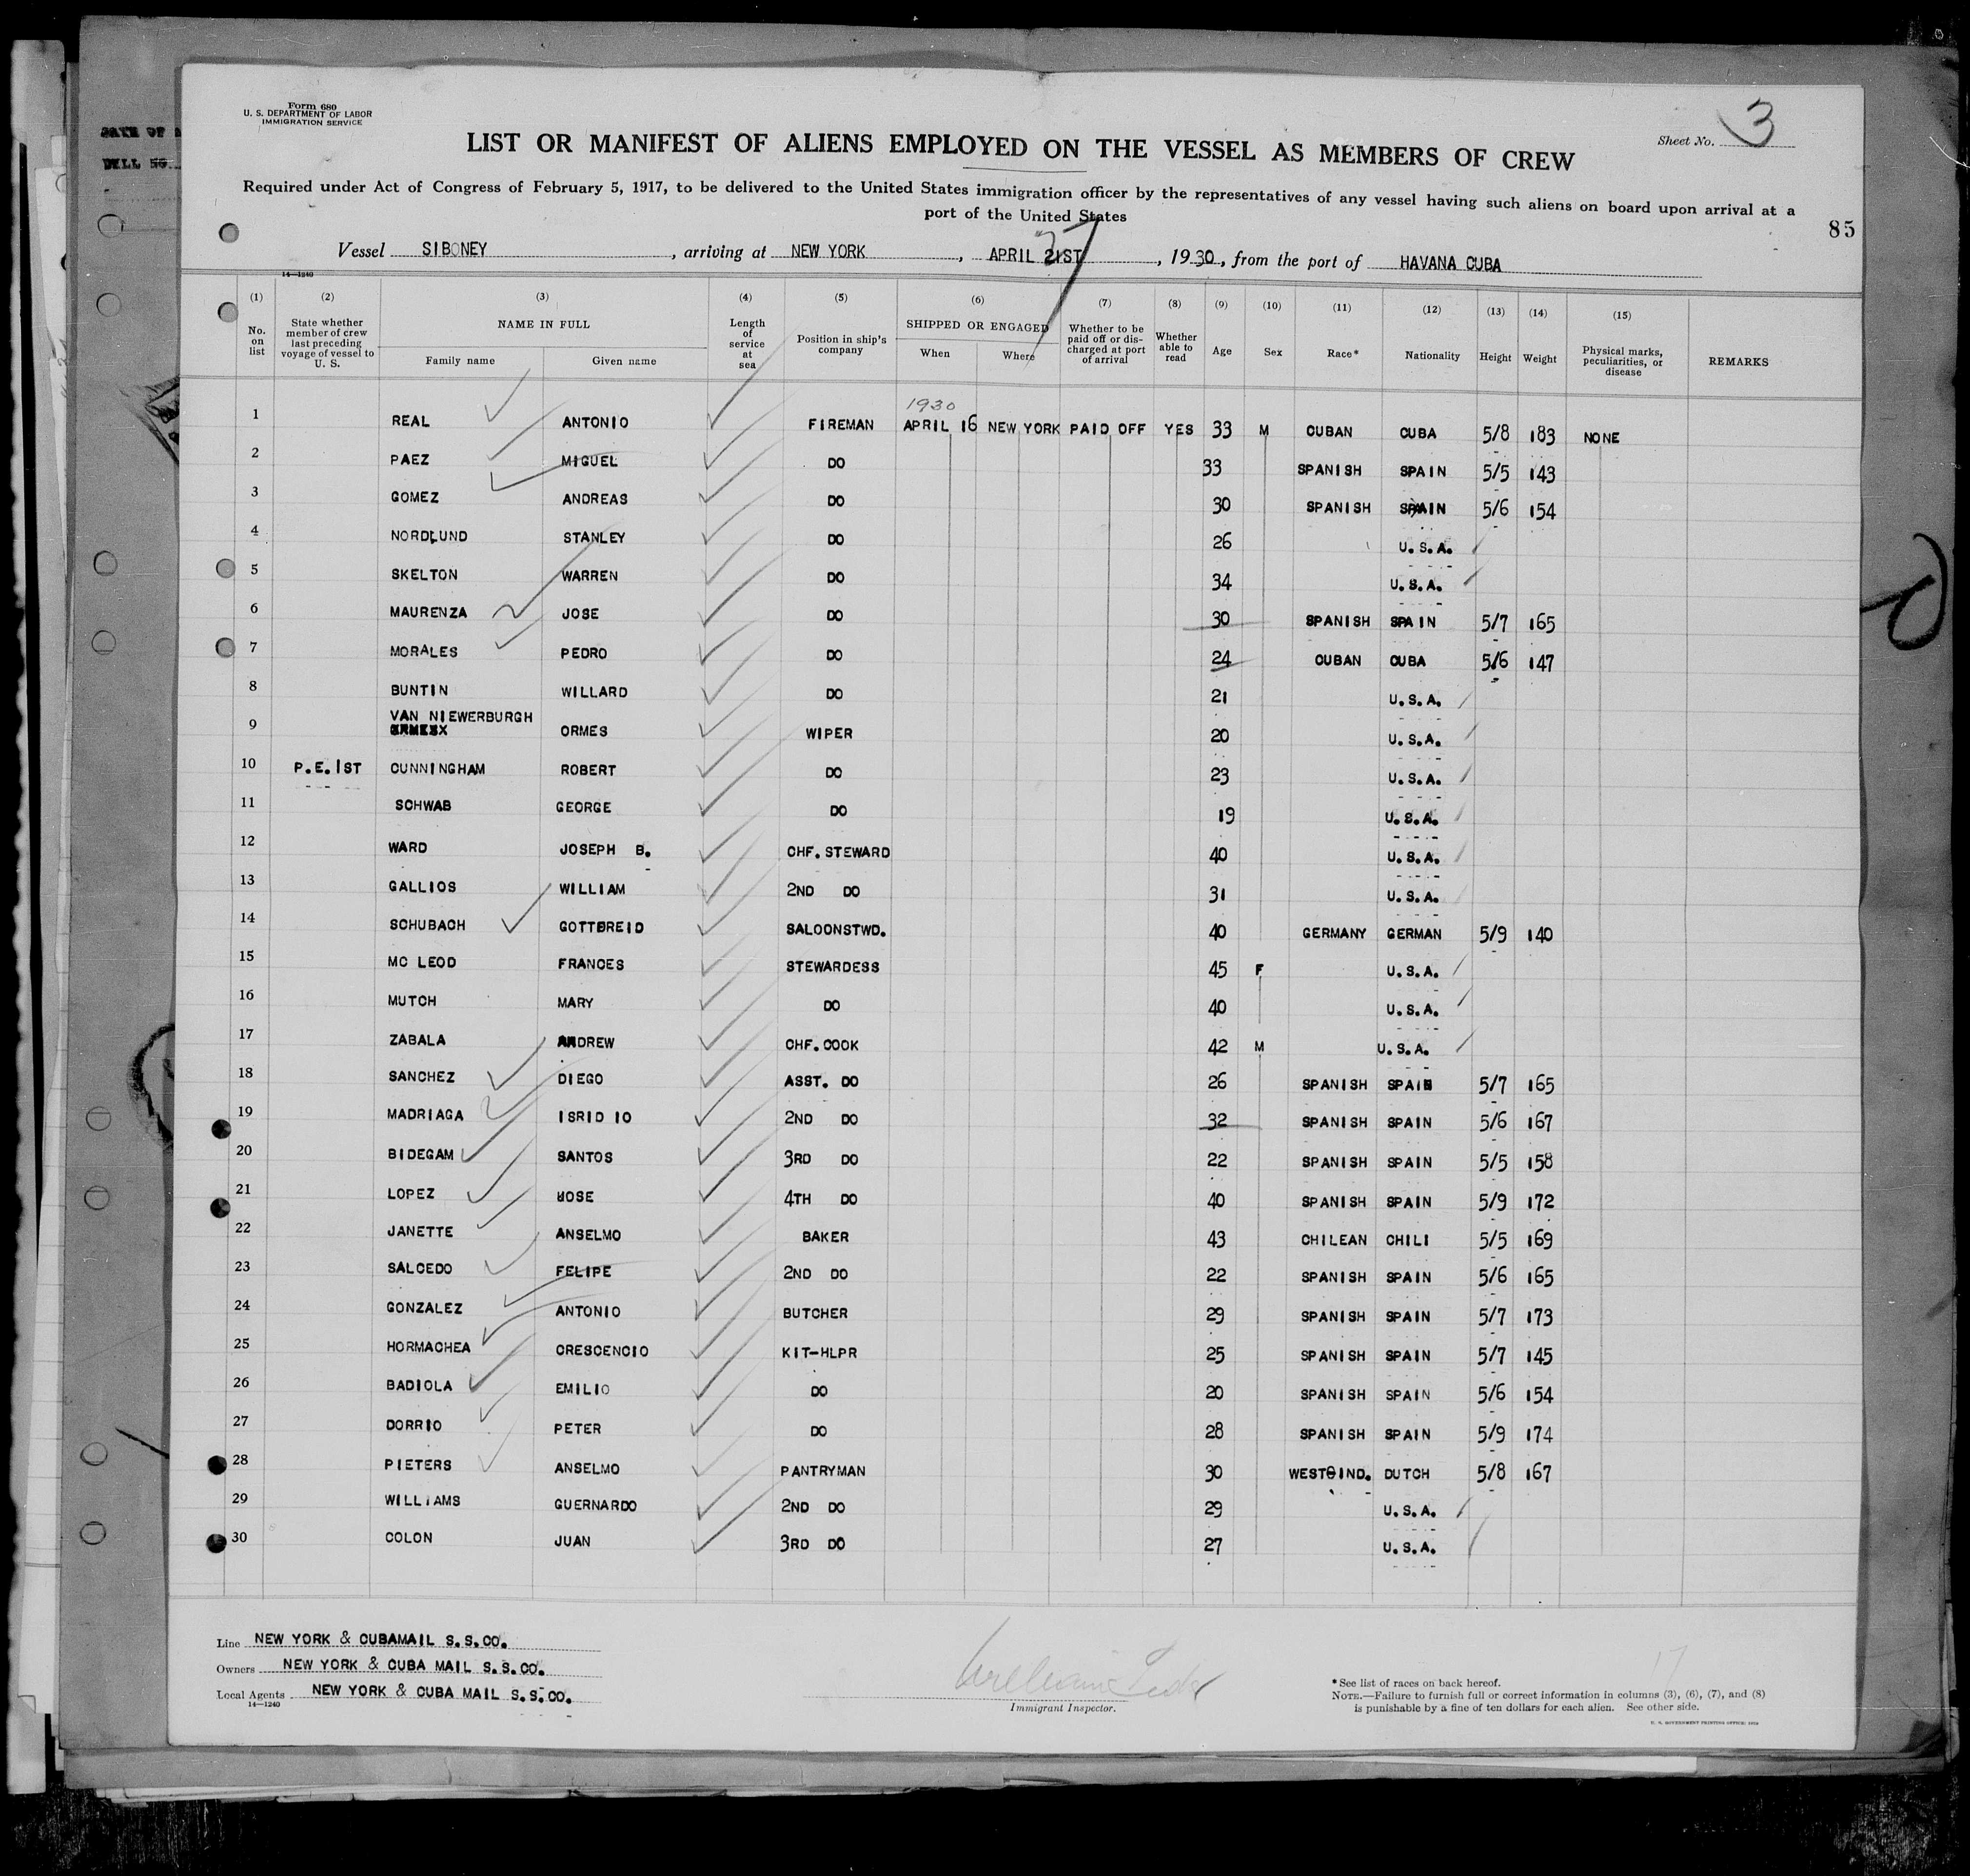 Form 680
U. S. DEPARTMENT OF LABOR
IMMIGRATION SERVICE
Sheet No. 3
LIST OR MANIFEST OF ALIENS EMPLOYED ON THE VESSEL AS MEMBERS OF CREW
Required under Act of Congress of February 5, 1917, to be delivered to the United States immigration officer by the representatives of any vessel having such aliens on board upon arrival at a
port of the United States
85
Vessel SIBONEY, arriving at NEW YORK, APRIL 21ST, 1930, from the port of HAVANA CUBA
14-1240
(1) (2) (3) (4) (5) (6) (7) (8) (9) (10) (11) (12) (13) (14) (15)
No. on list
State whether member of crew last preceding voyage of vessel to U. S.
NAME IN FULL
Family name Given name
Length of service at sea
Position in ship's company
SHIPPED OR ENGAGED
When Where
Whether to be paid off or discharged at port of arrival
Whether able to read
Age Sex Race* Nationality Height Weight
Physical marks, peculiarities, or disease
REMARKS
1930
1 REAL ANTONIO FIREMAN APRIL 16 NEW YORK PAID OFF YES 33 M CUBAN CUBA 5/8 183 NONE
2 PAEZ MIGUEL DO 33 SPANISH SPAIN 5/5 143
3 GOMEZ ANDREAS DO 30 SPANISH SPAIN 5/6 154
4 NORDLUND STANLEY DO 26 U.S.A.
5 SKELTON WARREN DO 34 U.S.A.
6 MAURENZA JOSE DO 30 SPANISH SPAIN 5/7 165
7 MORALES PEDRO DO 24 CUBAN CUBA 5/6 147
8 BUNTIN WILLARD DO 21 U.S.A.
9 VAN NIEWERBURGH ORMES WIPER 20 U.S.A.
10 P.E.1ST CUNNINGHAM ROBERT DO 23 U.S.A.
11 SCHWAB GEORGE DO 19 U.S.A.
12 WARD JOSEPH B. CHF.STEWARD 40 U.S.A.
13 GALLIOS WILLIAM 2ND DO 31 U.S.A.
14 SCHUBACH GOTTBREID SALOONSTWD. 40 GERMANY GERMAN 5/9 140
15 MC LEOD FRANCES STEWARDESS 45 F U.S.A.
16 MUTCH MARY DO 40 U.S.A.
17 ZABALA ANDREW CHF.COOK 42 M U.S.A.
18 SANCHEZ DIEGO ASST. DO 26 SPANISH SPAIN 5/7 165
19 MADRIAGA ISRID IO 2ND DO 32 SPANISH SPAIN 5/6 167
20 BIDEGAM SANTOS 3RD DO 22 SPANISH SPAIN 5/5 158
21 LOPEZ JOSE 4TH DO 40 SPANISH SPAIN 5/9 172
22 JANETTE ANSELMO BAKER 43 CHILEAN CHILI 5/5 169
23 SALCEDO FELIPE 2ND DO 22 SPANISH SPAIN 5/6 165
24 GONZALEZ ANTONIO BUTCHER 29 SPANISH SPAIN 5/7 173
25 HORMACHEA CRESCENCIO KIT-HLPR 25 SPANISH SPAIN 5/7 145
26 BADIOLA EMILIO DO 20 SPANISH SPAIN 5/6 154
27 DORRIO PETER DO 28 SPANISH SPAIN 5/9 174
28 PIETERS ANSELMO PANTRYMAN 30 WEST IND. DUTCH 5/8 167
29 WILLIAMS GUERNARDO 2ND DO 29 U.S.A.
30 COLON JUAN 3RD DO 27 U.S.A.
Line NEW YORK & CUBAMAIL S.S.CO.
Owners NEW YORK & CUBA MAIL S.S.CO.
Local Agents NEW YORK & CUBA MAIL S.S.CO.
14-1240
Immigrant Inspector.
17
*See list of races on back hereof.
NOTE.—Failure to furnish full or correct information in columns (3), (6), (7), and (8)
is punishable by a fine of ten dollars for each alien. See other side.